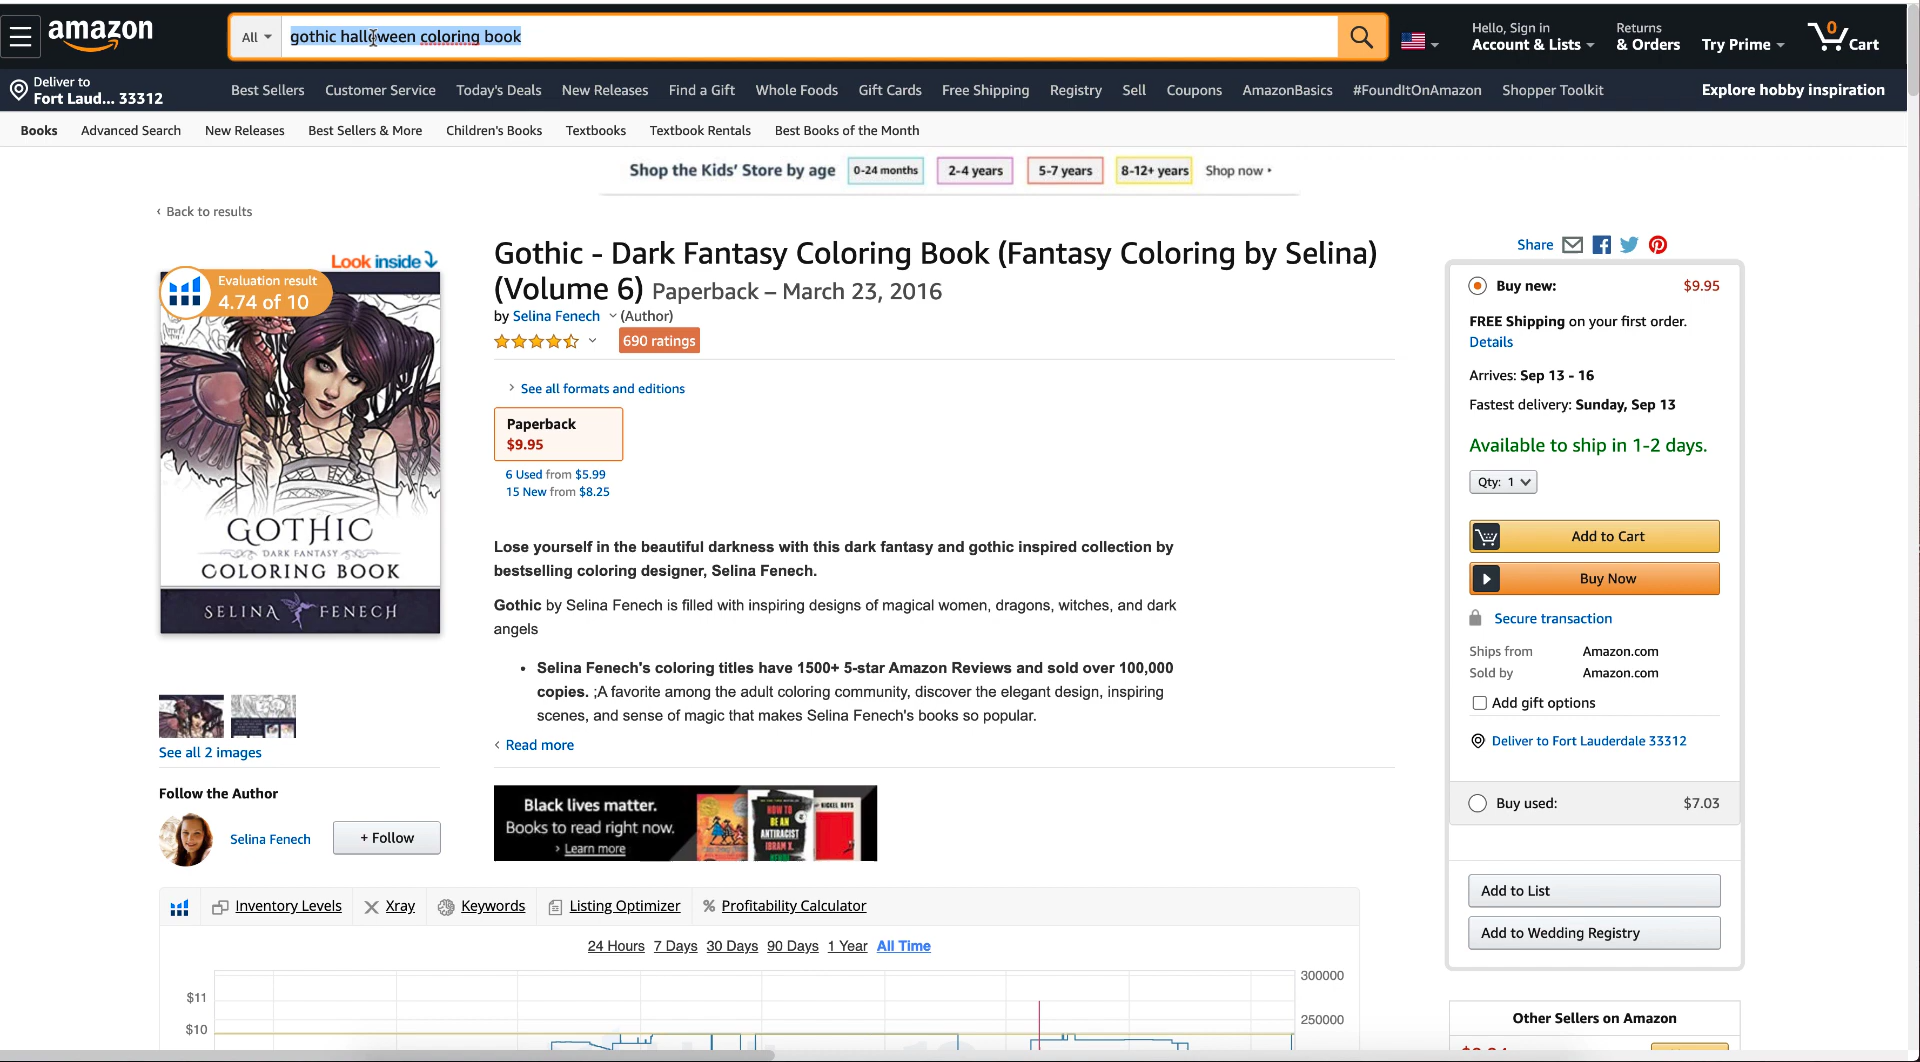 amazon
All
gothic halloween coloring book
Hello, Sign in
Account & Lists
Returns
& Orders
Try Prime
0
Cart
Deliver to
Fort Laud... 33312
Best Sellers
Customer Service
Today's Deals
New Releases
Find a Gift
Whole Foods
Gift Cards
Free Shipping
Registry
Sell
Coupons
AmazonBasics
#FoundItOnAmazon
Shopper Toolkit
Explore hobby inspiration
Books
Advanced Search
New Releases
Best Sellers & More
Children's Books
Textbooks
Textbook Rentals
Best Books of the Month
Shop the Kids' Store by age
0-24 months
2-4 years
5-7 years
8-12+ years
Shop now
‹ Back to results
Look inside
Evaluation result
4.74 of 10
GOTHIC
DARK FANTASY
COLORING BOOK
SELINA FENECH
See all 2 images
Follow the Author
Selina Fenech
+ Follow
Gothic - Dark Fantasy Coloring Book (Fantasy Coloring by Selina)
(Volume 6) Paperback – March 23, 2016
by Selina Fenech (Author)
690 ratings
See all formats and editions
Paperback
$9.95
6 Used from $5.99
15 New from $8.25
Lose yourself in the beautiful darkness with this dark fantasy and gothic inspired collection by
bestselling coloring designer, Selina Fenech.
Gothic by Selina Fenech is filled with inspiring designs of magical women, dragons, witches, and dark
angels
• Selina Fenech's coloring titles have 1500+ 5-star Amazon Reviews and sold over 100,000
copies. ;A favorite among the adult coloring community, discover the elegant design, inspiring
scenes, and sense of magic that makes Selina Fenech's books so popular.
Read more
Black lives matter.
Books to read right now.
› Learn more
HOW TO
BE AN
ANTIRACIST
IBRAM X.
KENDI
NICKEL BOYS
Share
Buy new:
$9.95
FREE Shipping on your first order.
Details
Arrives: Sep 13 - 16
Fastest delivery: Sunday, Sep 13
Available to ship in 1-2 days.
Qty: 1
Add to Cart
Buy Now
Secure transaction
Ships from Amazon.com
Sold by Amazon.com
Add gift options
Deliver to Fort Lauderdale 33312
Buy used:
$7.03
Add to List
Add to Wedding Registry
Other Sellers on Amazon
Inventory Levels
Xray
Keywords
Listing Optimizer
% Profitability Calculator
24 Hours
7 Days
30 Days
90 Days
1 Year
All Time
$11
$10
300000
250000